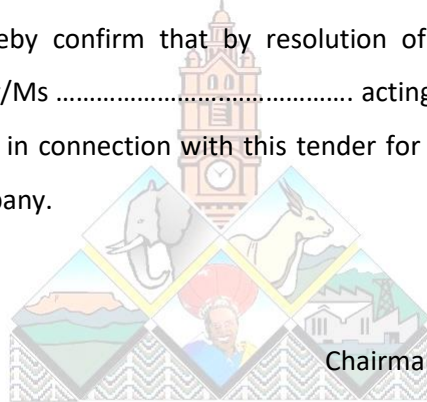 eby confirm that by resolution of
/Ms …………………………………. acting
in connection with this tender for
pany.
Chairma